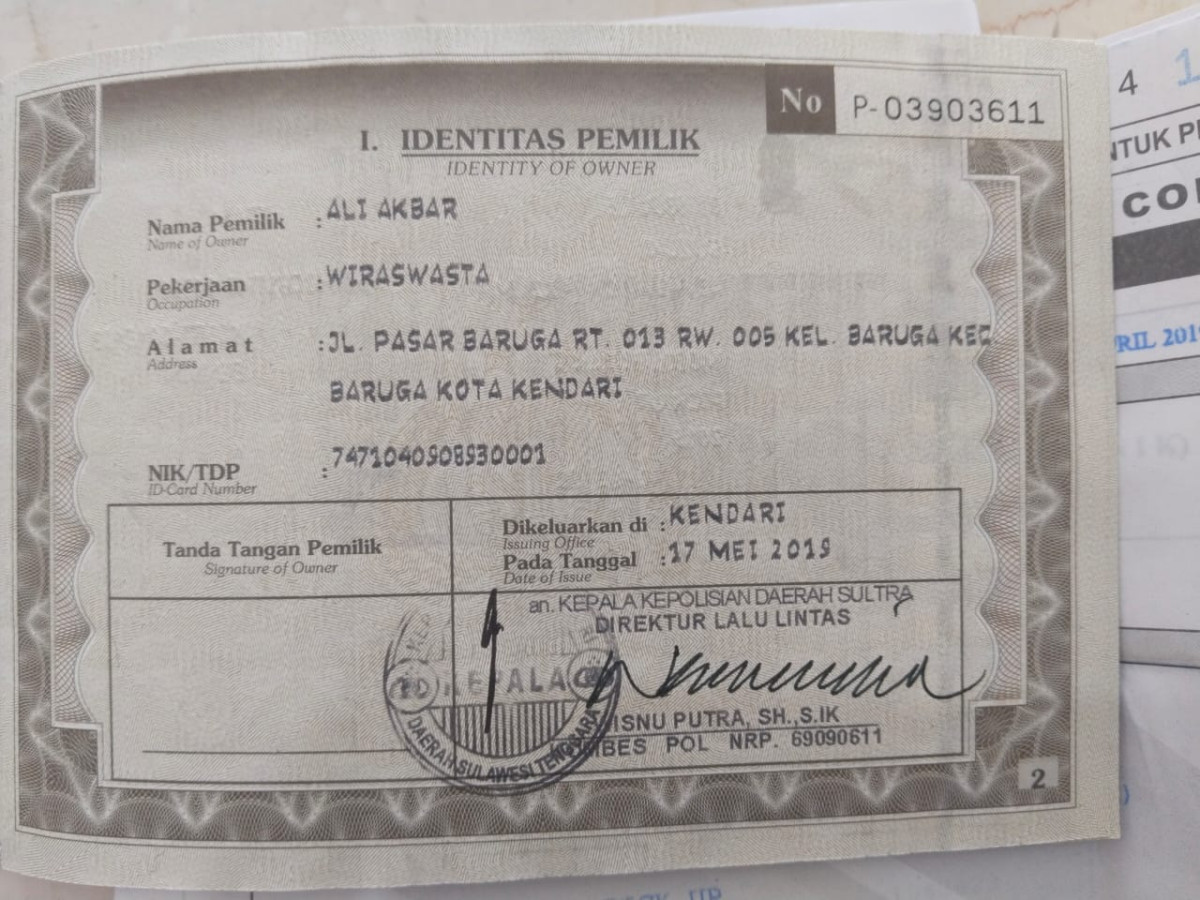 No P-03903611
I. IDENTITAS PEMILIK
IDENTITY OF OWNER
Nama Pemilik : ALI AKBAR
Name of Owner
Pekerjaan : WIRASWASTA
Occupation
Alamat : JL. PASAR BARUGA RT. 013 RW. 005 KEL. BARUGA KEC.
Address
BARUGA KOTA KENDARI
NIK/TDP : 7471040908930001
ID-Card Number
Tanda Tangan Pemilik
Signature of Owner
Dikeluarkan di : KENDARI
Issuing Office
Pada Tanggal : 17 MEI 2019
Date of Issue
an. KEPALA KEPOLISIAN DAERAH SULTRA
DIREKTUR LALU LINTAS
KEPALA
DAERAH SULAWESI TENGGARA
ISNU PUTRA, SH.,S.IK
BES POL NRP. 69090611
2
4 1
NTUK P
CO
RIL 201